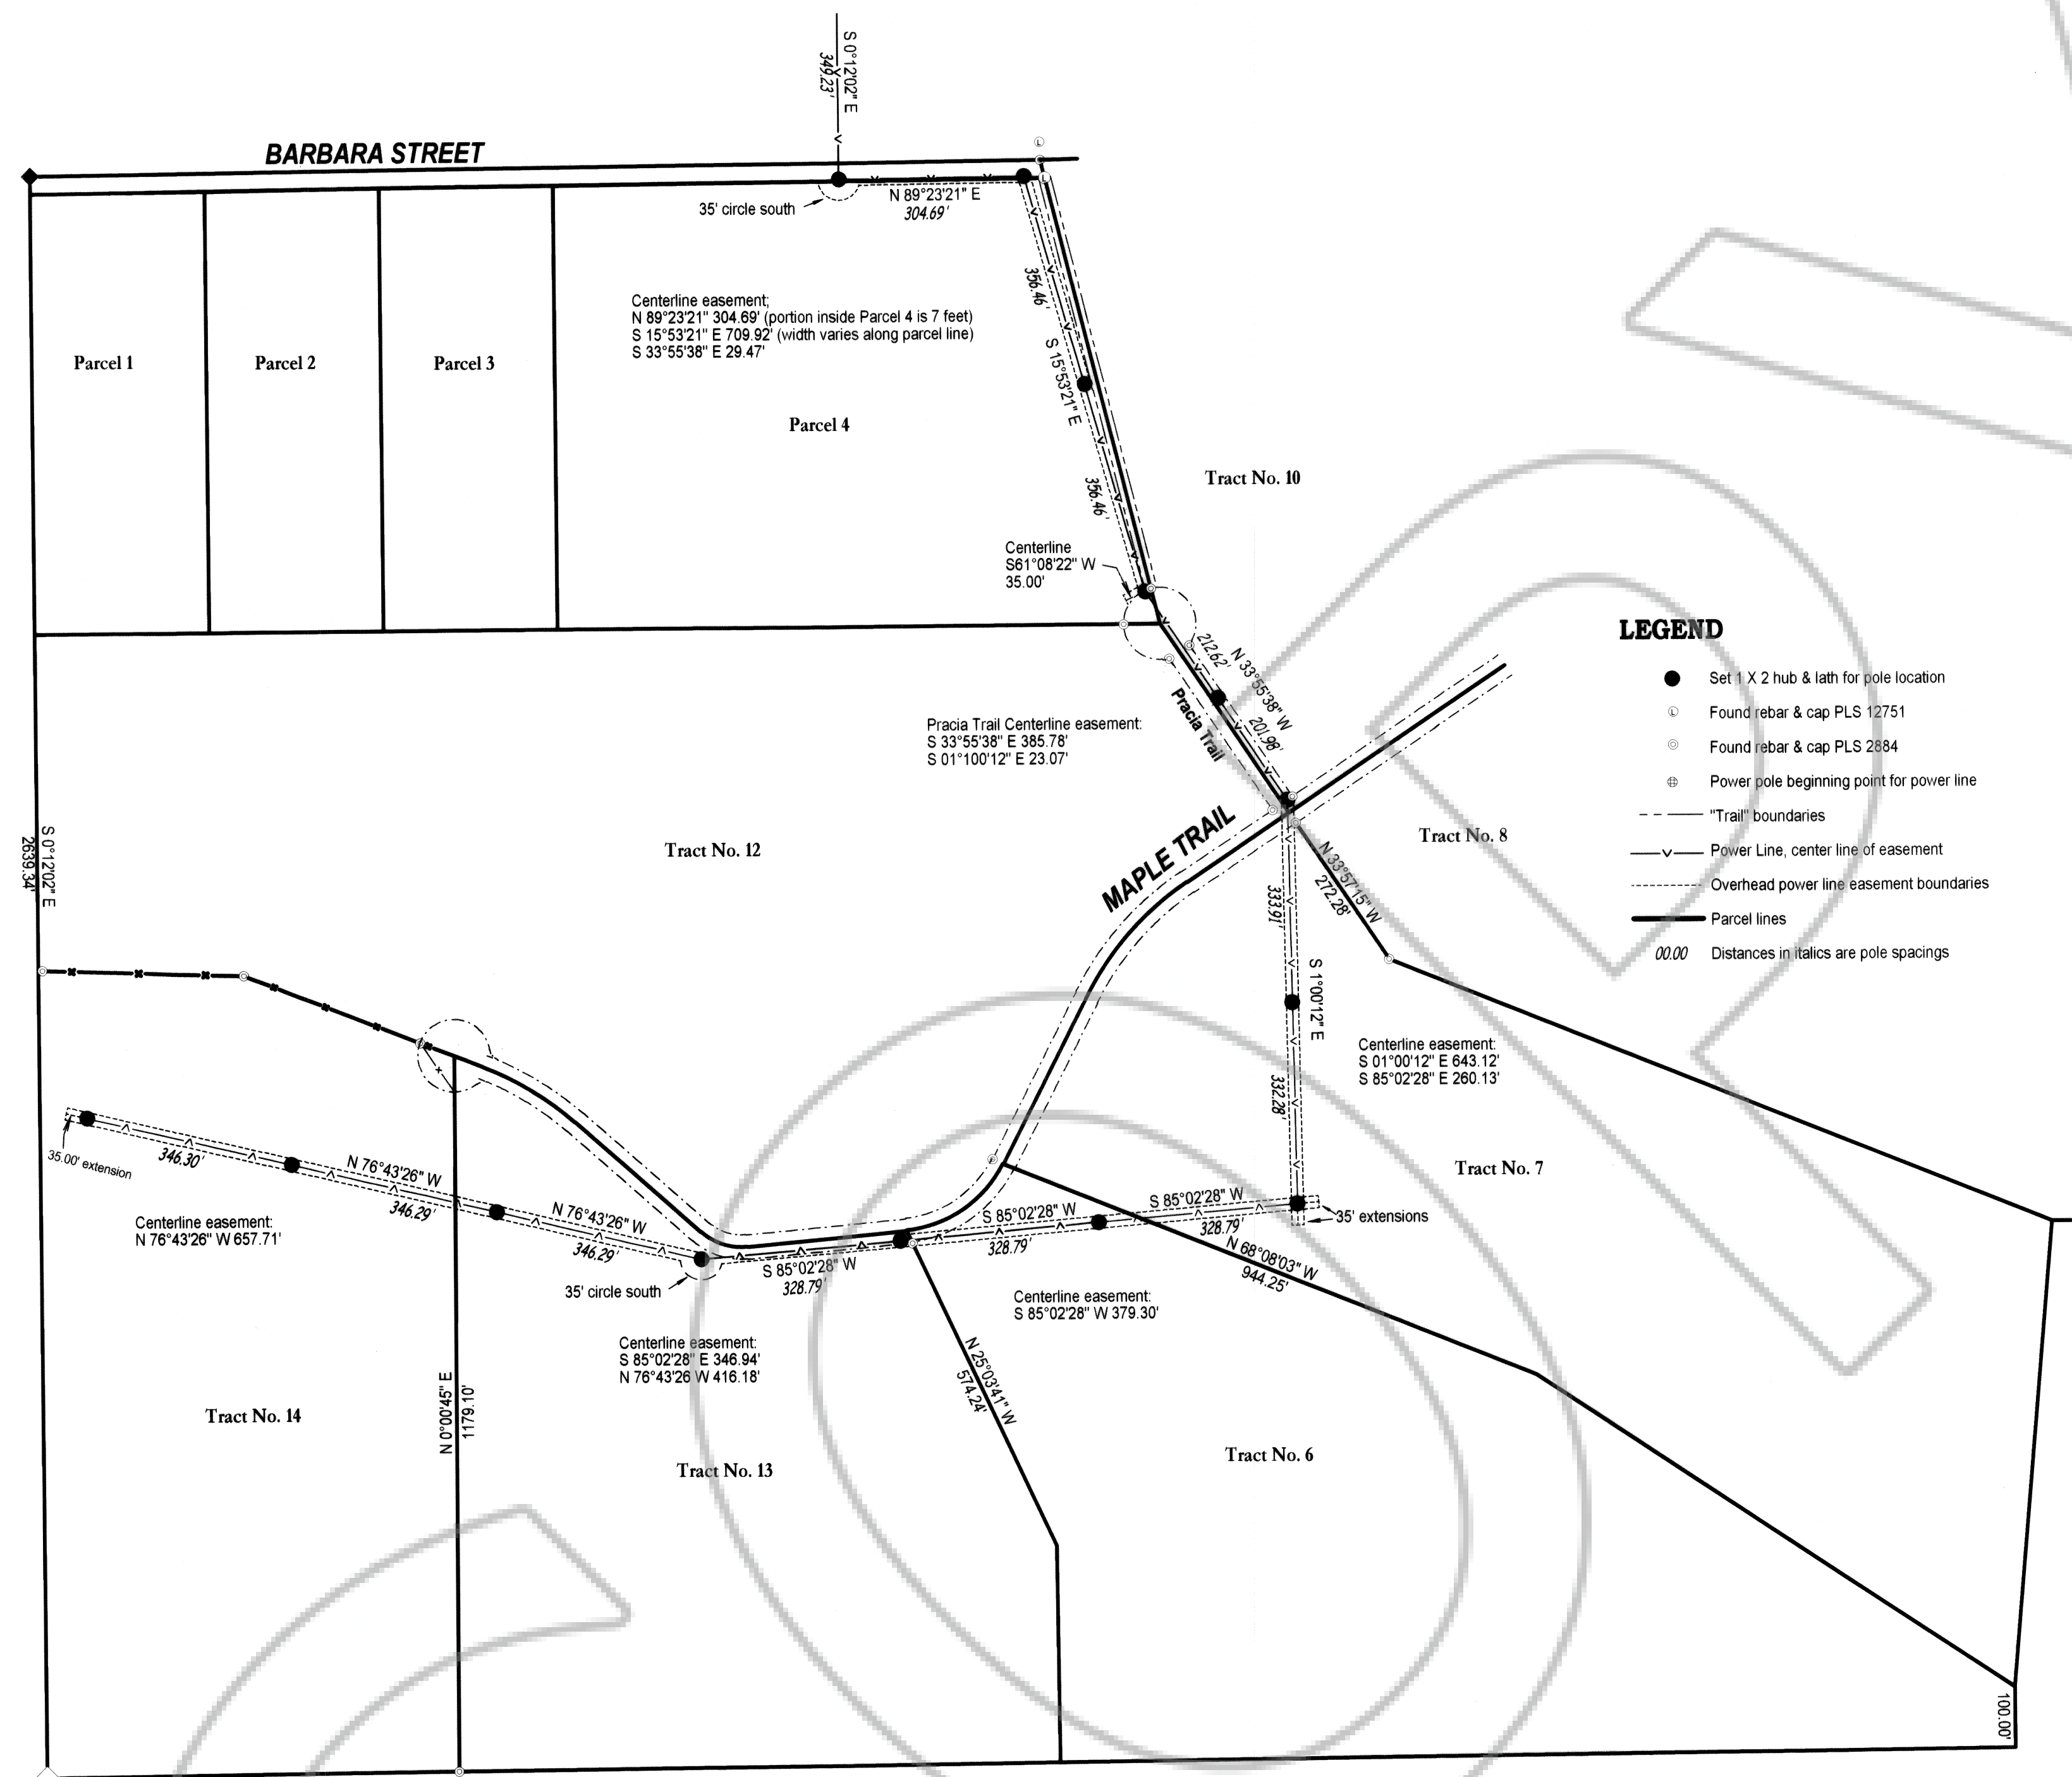 S 0°12'02" E
349.23'
BARBARA STREET
35' circle south
N 89°23'21" E
304.69'
Centerline easement;
N 89°23'21" 304.69' (portion inside Parcel 4 is 7 feet)
S 15°53'21" E 709.92' (width varies along parcel line)
S 33°55'38" E 29.47'
356.46'
S 15°53'21" E
356.46'
Parcel 1
Parcel 2
Parcel 3
Parcel 4
Tract No. 10
Centerline
S61°08'22" W
35.00'
212.62'
N 33°55'38" W
201.98'
Pracia Trail
Pracia Trail Centerline easement:
S 33°55'38" E 385.78'
S 01°100'12" E 23.07'
LEGEND
Set 1 X 2 hub & lath for pole location
L Found rebar & cap PLS 12751
Found rebar & cap PLS 2884
Power pole beginning point for power line
"Trail" boundaries
Power Line, center line of easement
Overhead power line easement boundaries
Parcel lines
00.00 Distances in italics are pole spacings
MAPLE TRAIL
Tract No. 12
Tract No. 8
S 0°12'02" E
2639.34'
N 33°57'15" W
272.28'
333.91'
S 1°00'12" E
332.28'
Centerline easement:
S 01°00'12" E 643.12'
S 85°02'28" E 260.13'
Tract No. 7
35.00' extension
346.30'
N 76°43'26" W
346.29'
N 76°43'26" W
346.29'
Centerline easement:
N 76°43'26" W 657.71'
35' circle south
S 85°02'28" W
328.79'
S 85°02'28" W
328.79'
S 85°02'28" W
328.79'
35' extensions
N 68°08'03" W
944.25'
Centerline easement:
S 85°02'28" W 379.30'
Centerline easement:
S 85°02'28" E 346.94'
N 76°43'26 W 416.18'
N 25°03'41" W
574.24'
N 0°00'45" E
1179.10'
Tract No. 14
Tract No. 13
Tract No. 6
100.00'